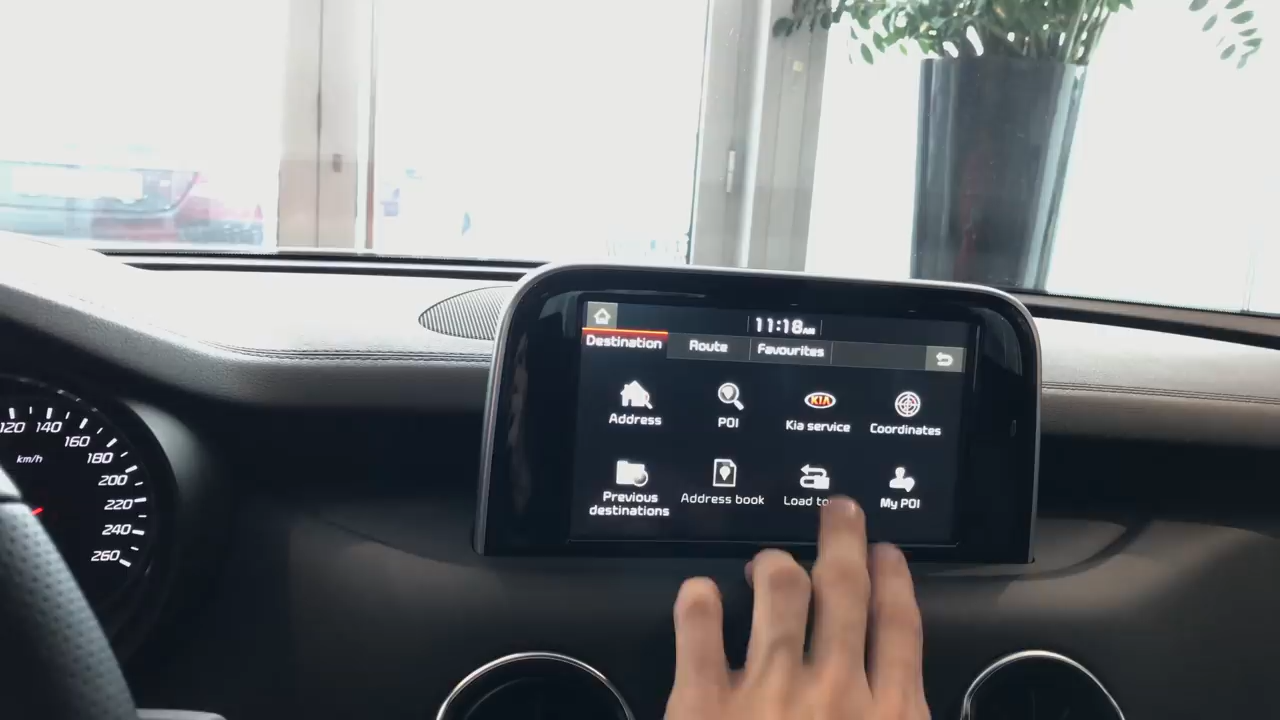 11:18AM
Destination
Route
Favourites
Address
POI
KIA
Kia service
Coordinates
Previous
destinations
Address book
Load
My POI
120
140
160
km/h
180
200
220
240
260